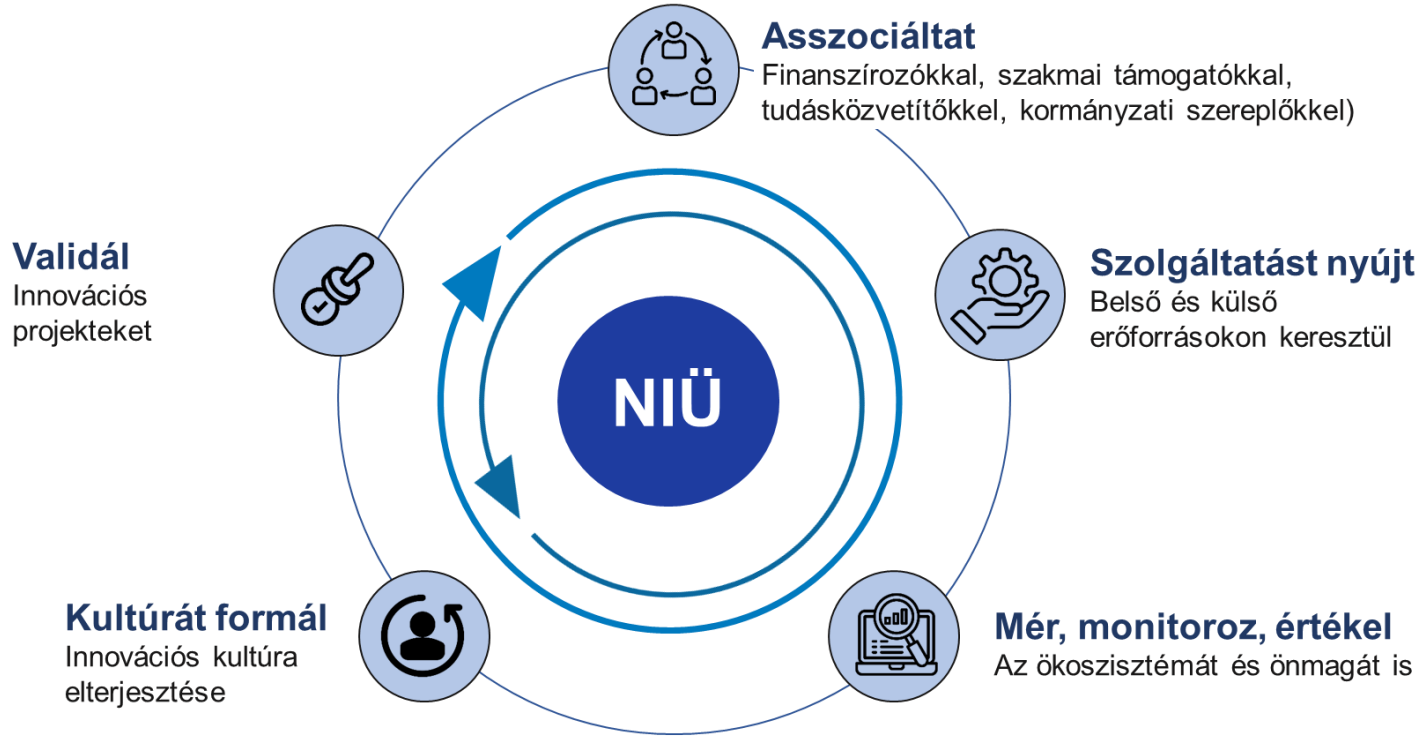 Asszociáltat
Finanszírozókkal, szakmai támogatókkal,
tudásközvetítőkkel, kormányzati szereplőkkel)
Validál
Innovációs
projekteket
Szolgáltatást nyújt
Belső és külső
erőforrásokon keresztül
NIÜ
Kultúrát formál
Innovációs kultúra
elterjesztése
Mér, monitoroz, értékel
Az ökoszisztémát és önmagát is